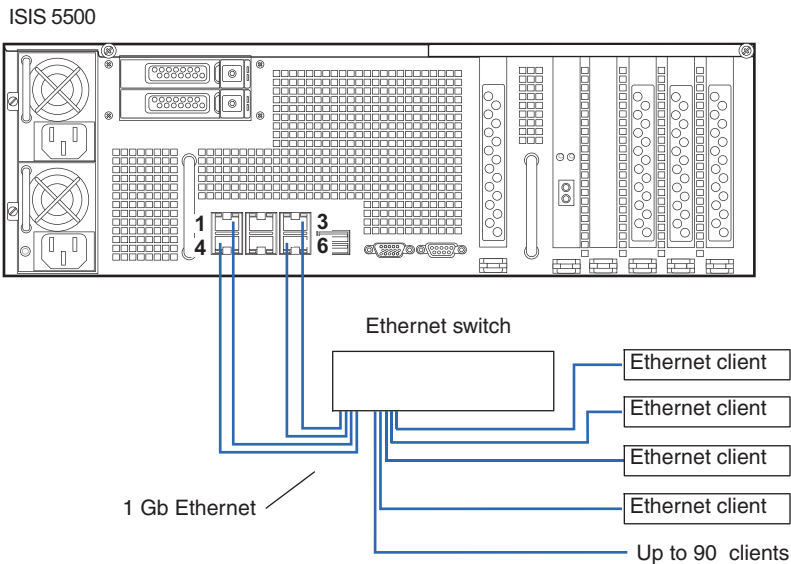 ISIS 5500
1 3
4 6
Ethernet switch
Ethernet client
Ethernet client
Ethernet client
Ethernet client
1 Gb Ethernet
Up to 90 clients